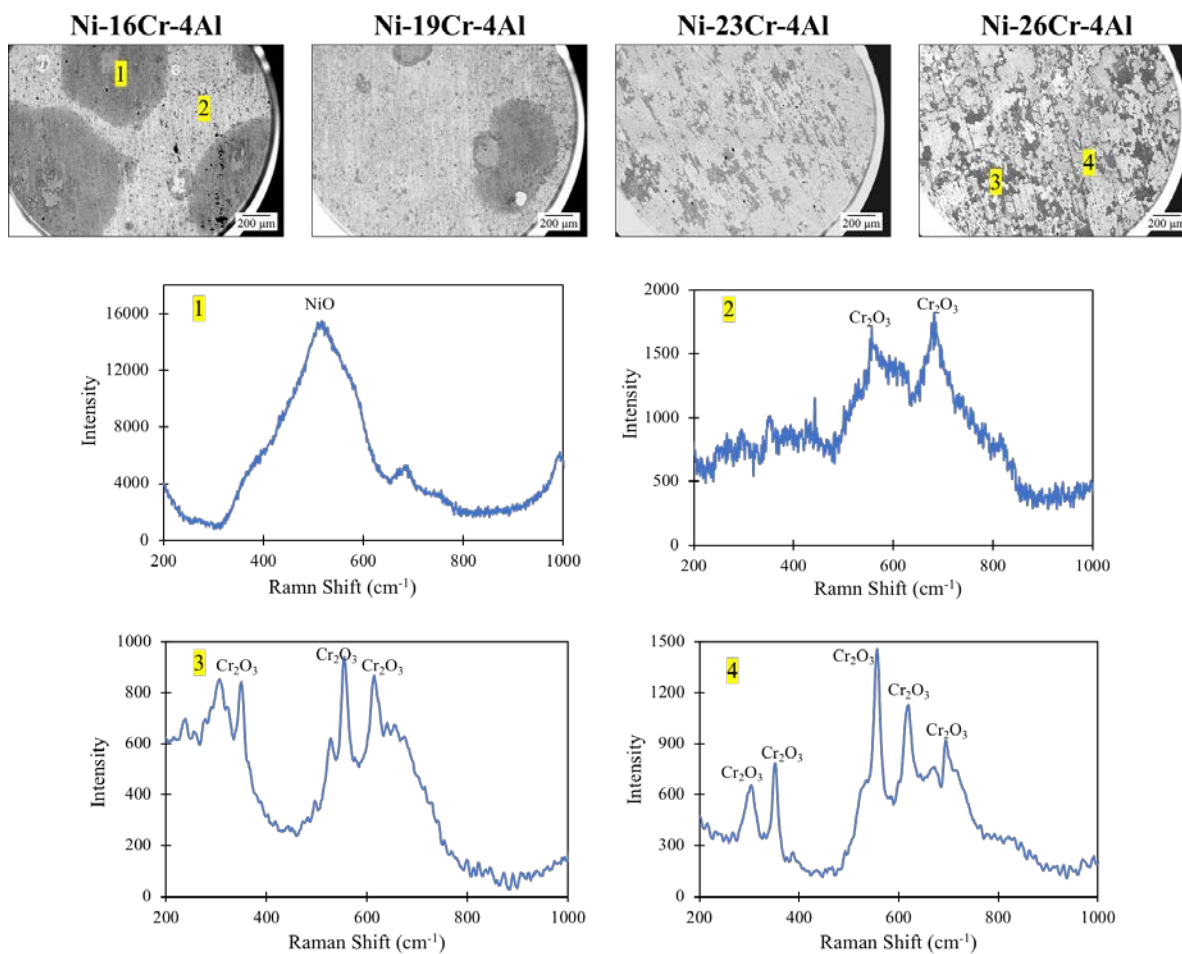 Ni-16Cr-4Al Ni-19Cr-4Al Ni-23Cr-4Al Ni-26Cr-4Al
1
2
200 µm
200 µm
200 µm
3
4
200 µm
1
NiO
16000
12000
8000
4000
0
Intensity
200 400 600 800 1000
Ramn Shift (cm⁻¹)
2
Cr₂O₃
Cr₂O₃
2000
1500
1000
500
0
Intensity
200 400 600 800 1000
Raman Shift (cm⁻¹)
3
Cr₂O₃
Cr₂O₃
Cr₂O₃
1000
800
600
400
200
0
Intensity
200 400 600 800 1000
Raman Shift (cm⁻¹)
4
Cr₂O₃
Cr₂O₃
Cr₂O₃
Cr₂O₃
Cr₂O₃
1500
1200
900
600
300
0
Intensity
200 400 600 800 1000
Raman Shift (cm⁻¹)